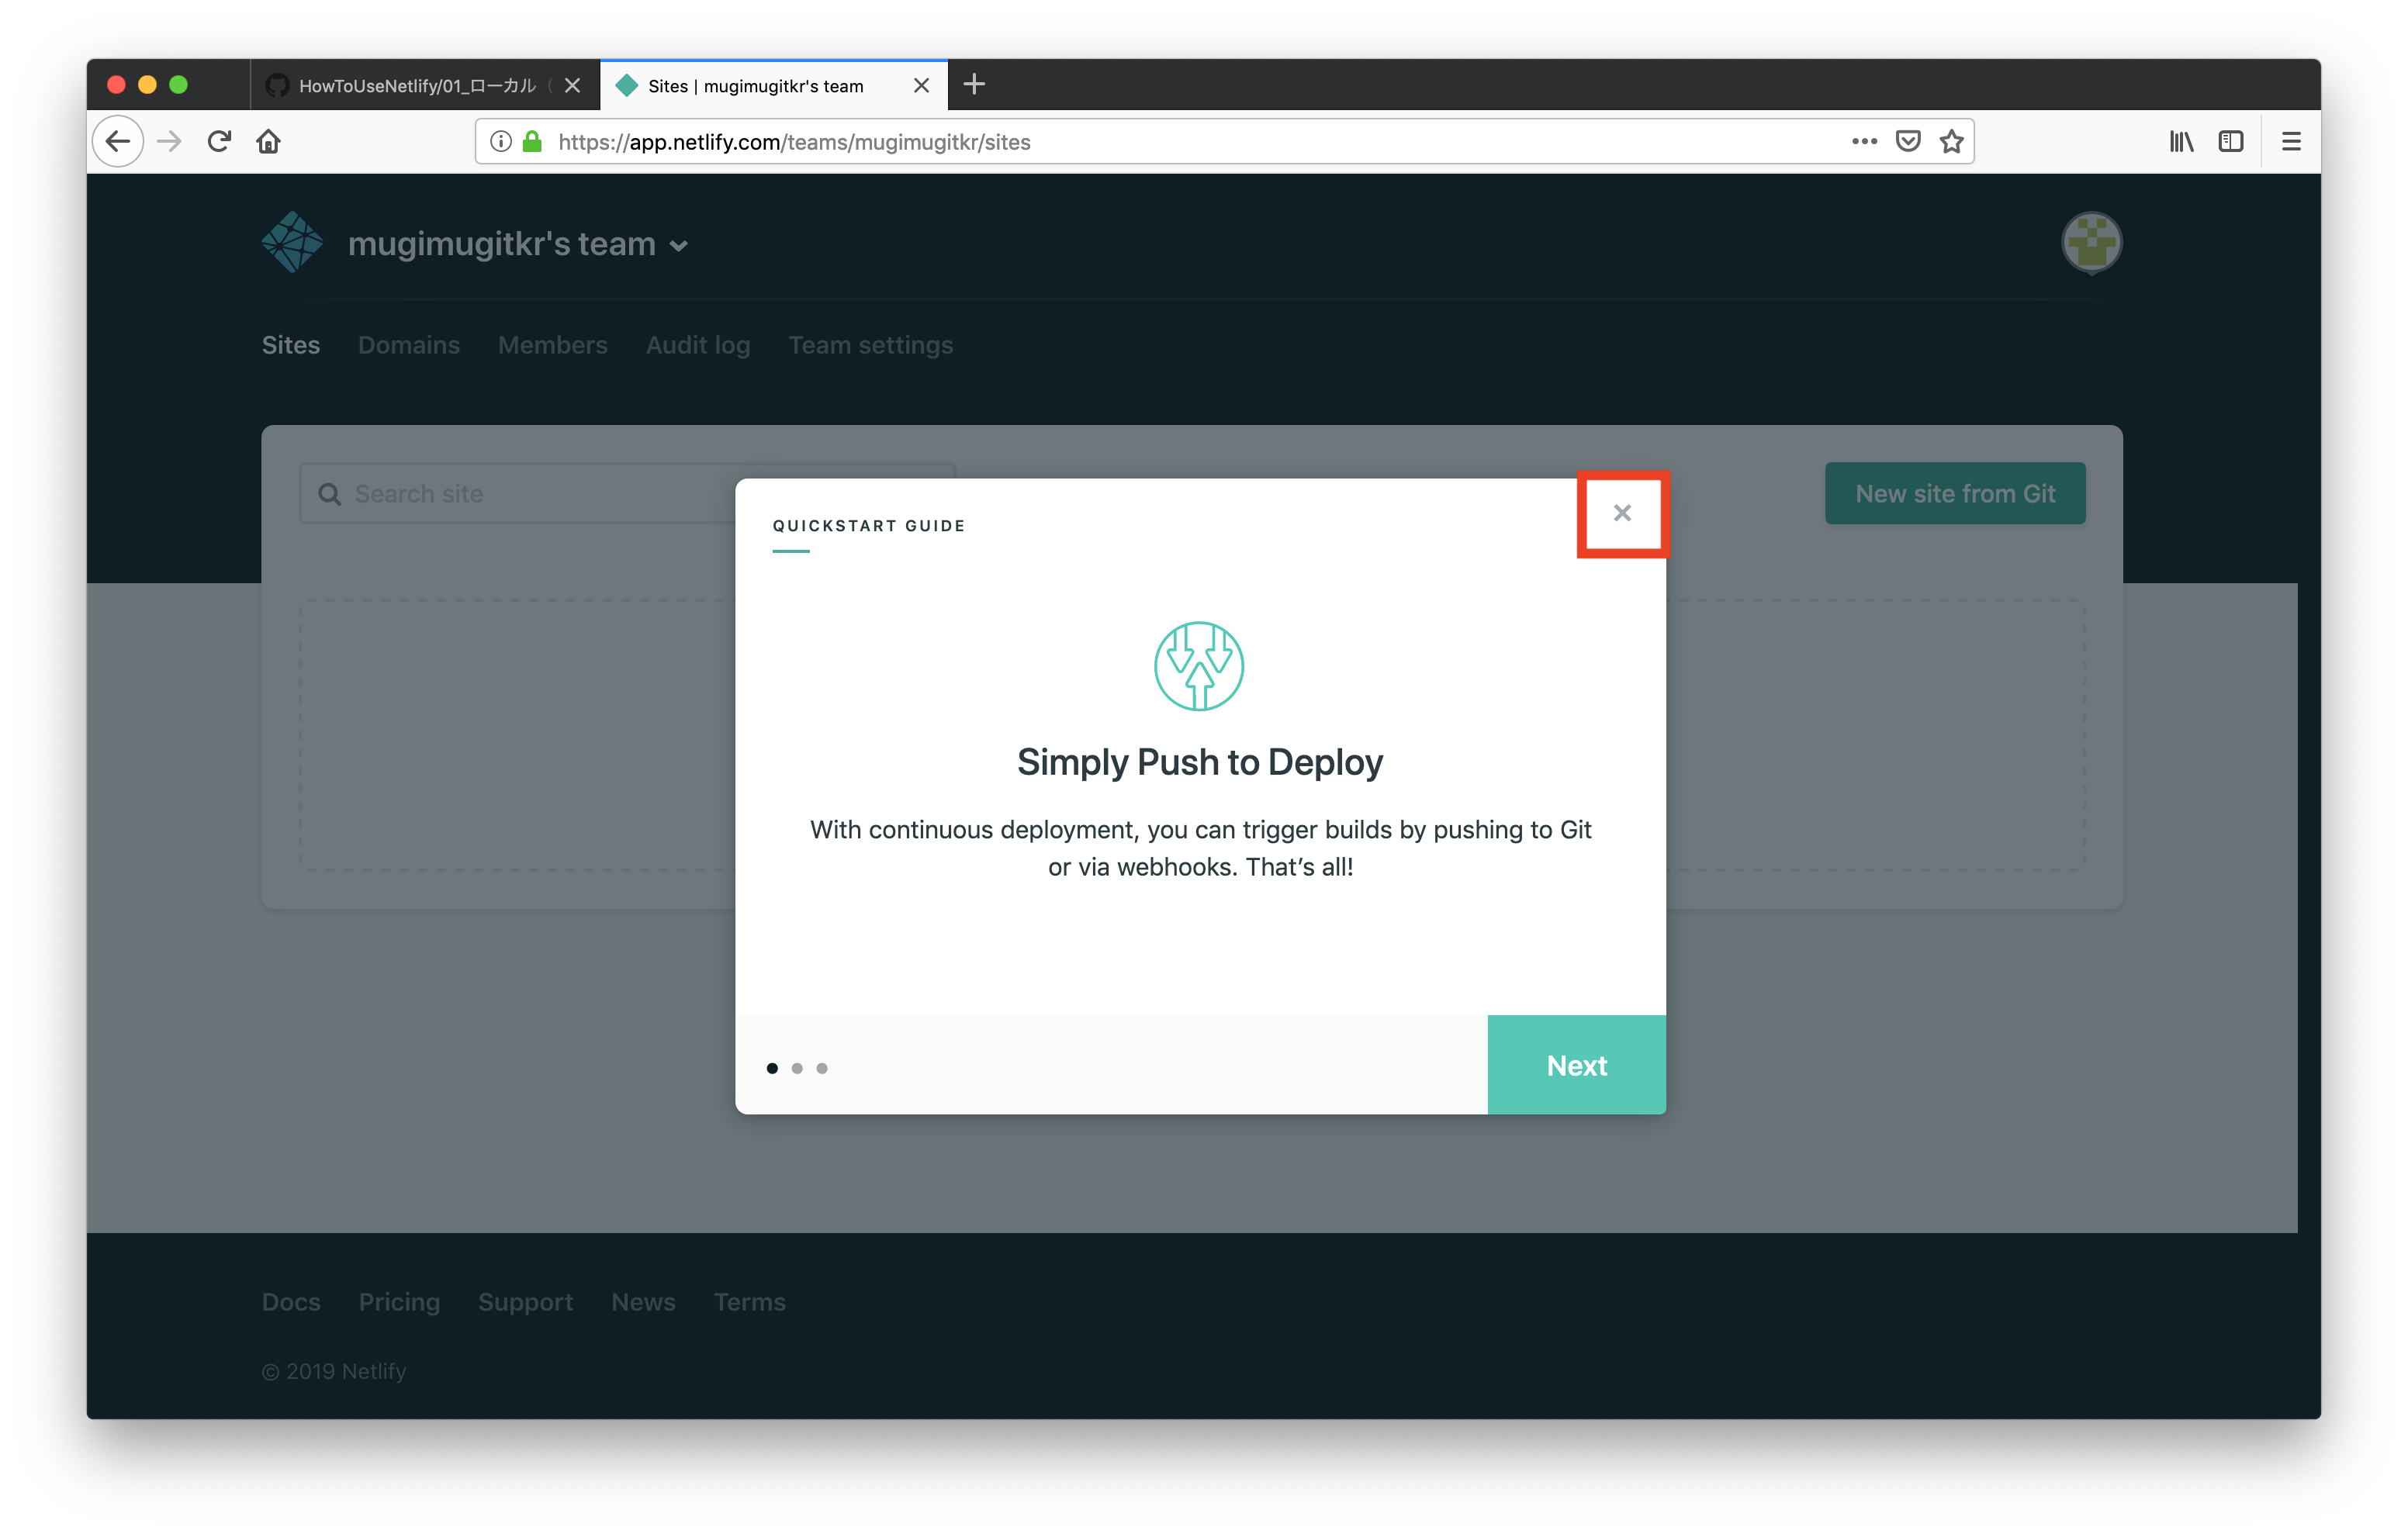 HowToUseNetlify/01_ローカル（
Sites | mugimugitkr's team
https://app.netlify.com/teams/mugimugitkr/sites
mugimugitkr's team
Sites Domains Members Audit log Team settings
Search site
New site from Git
QUICKSTART GUIDE
Simply Push to Deploy
With continuous deployment, you can trigger builds by pushing to Git
or via webhooks. That’s all!
Next
Docs Pricing Support News Terms
© 2019 Netlify